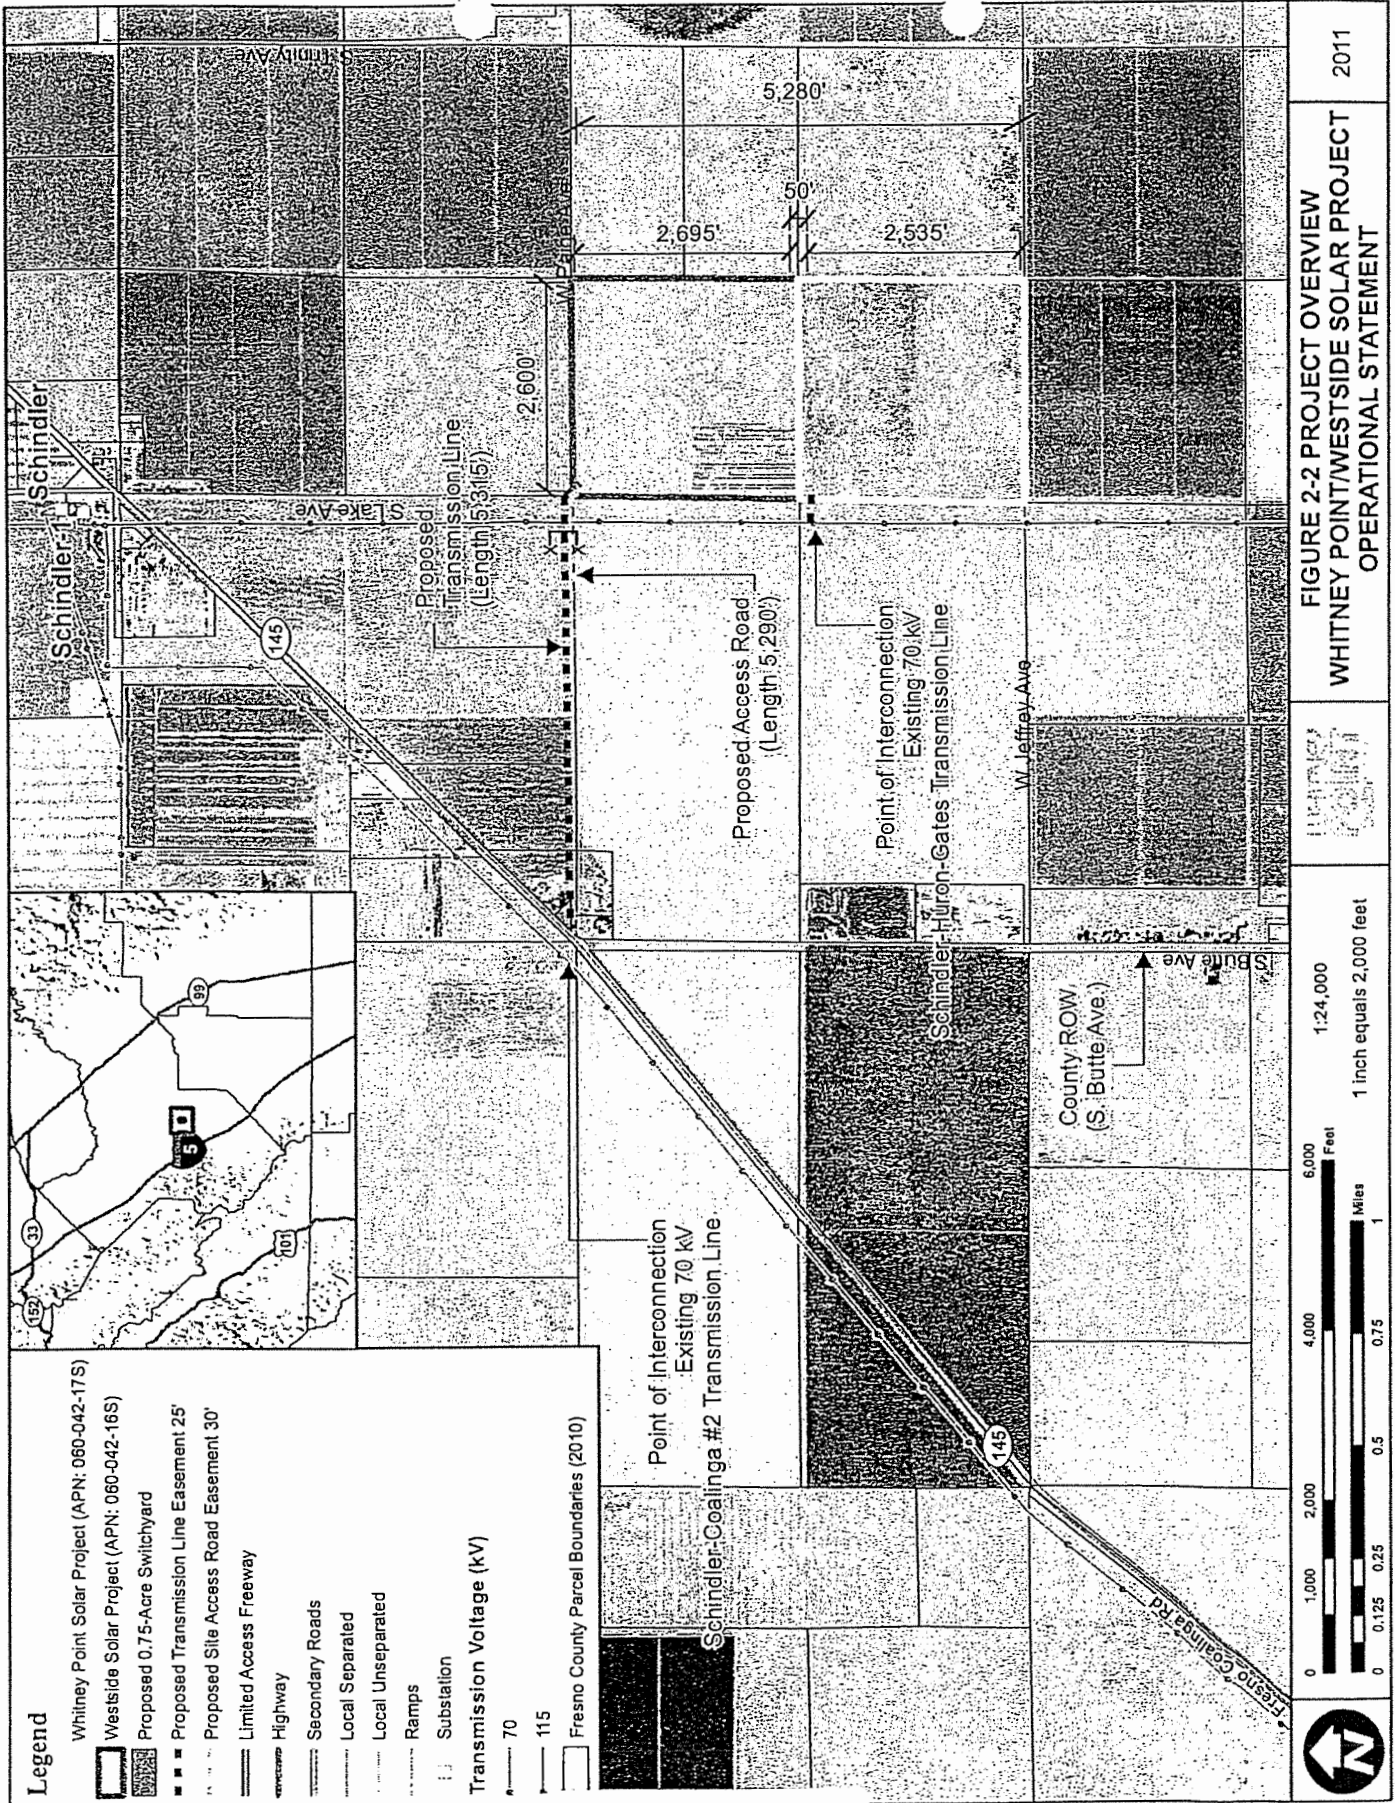 Legend
Whitney Point Solar Project (APN: 060-042-17S)
Westside Solar Project (APN: 060-042-16S)
Proposed 0.75-Acre Switchyard
Proposed Transmission Line Easement 25'
Proposed Site Access Road Easement 30'
Limited Access Freeway
Highway
Secondary Roads
Local Separated
Local Unseparated
Ramps
Substation
Transmission Voltage (kV)
70
115
Fresno County Parcel Boundaries (2010)
152
33
99
5
101
Schindler-1
Schindler
145
S Lake Ave
S Trinity Ave
Proposed
Transmission Line
(Length 5,315')
2,600
5,280'
50'
2,695'
2,535'
Proposed Access Road
(Length 5,290')
Point of Interconnection
Existing 70 kV
Schindler-Huron-Gates Transmission Line
W Jeffrey Ave
Point of Interconnection
Existing 70 kV
Schindler-Coalinga #2 Transmission Line
County ROW
(S. Butte Ave.)
S Butte Ave
145
Fresno Coalinga Rd
N
0 1,000 2,000 4,000 6,000
Feet
0 0.125 0.25 0.5 0.75 1
Miles
1:24,000
1 inch equals 2,000 feet
FIGURE 2-2 PROJECT OVERVIEW
WHITNEY POINT/WESTSIDE SOLAR PROJECT
OPERATIONAL STATEMENT
2011